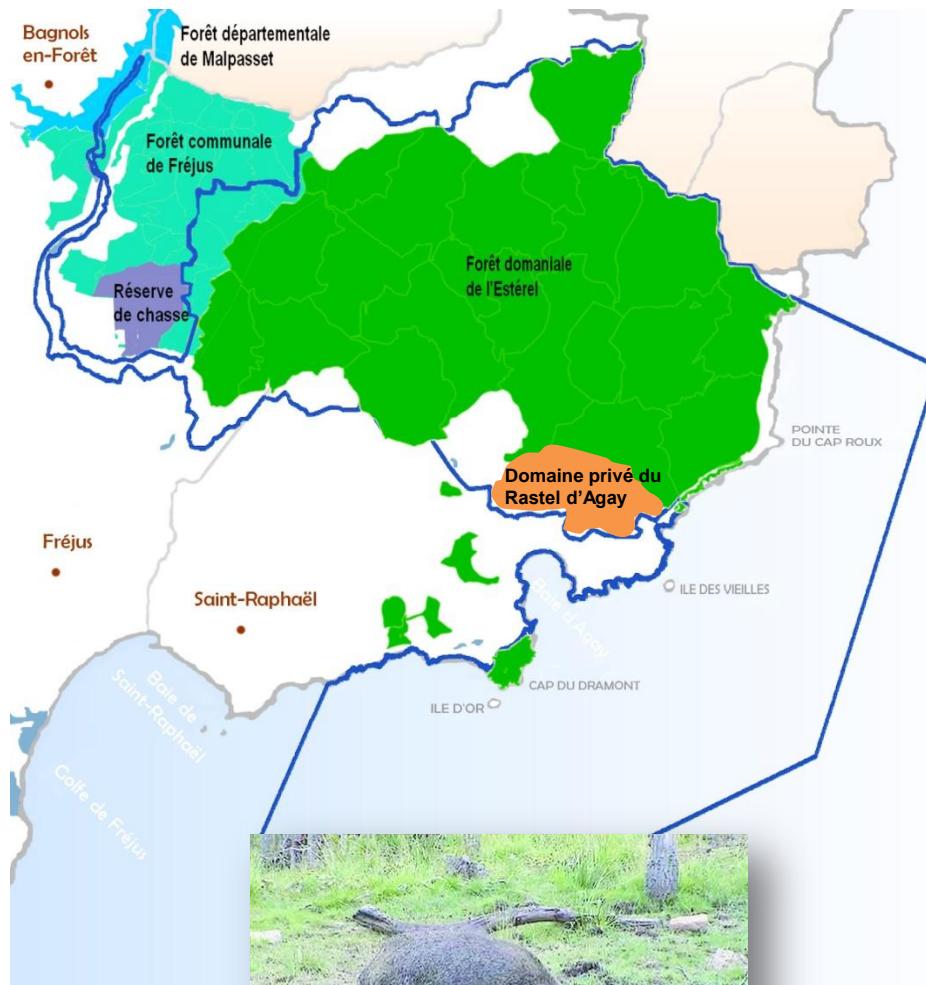 Bagnols
en-Forêt
Forêt départementale
de Malpasset
Forêt communale
de Fréjus
Réserve
de chasse
Forêt domaniale
de l'Estérel
POINTE
DU CAP ROUX
Domaine privé du
Rastel d'Agay
Fréjus
Saint-Raphaël
ILE DES VIEILLES
Baie d'Agay
CAP DU DRAMONT
ILE D'OR
Baie de
Saint-Raphaël
Golfe de Fréjus